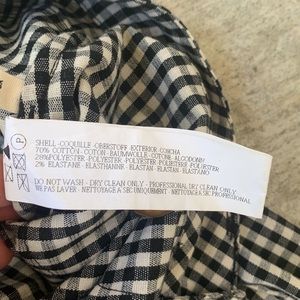 P
SHELL-COQUILLE-OBERSTOFF-EXTERIOR-CONCHA
70% COTTON-COTON-BAUMWOLLE-COTONE-ALGODONN
28%POLYESTER-POLYESTER-POLYESTER-POLIESTERE-POLIURSTER
2% ELASTANE-ELASTHANNE-ELASTAN-ELASTAN-ELASTANO
DO NOT WASH-DRY CLEAN ONLY-PROFESSIONAL DRY CLEAN ONLY
NE PAS LAVER-NETTOYAGE A SEC UNIQUEMENT-NETTOYAGE A SEC PROFESSIONAL